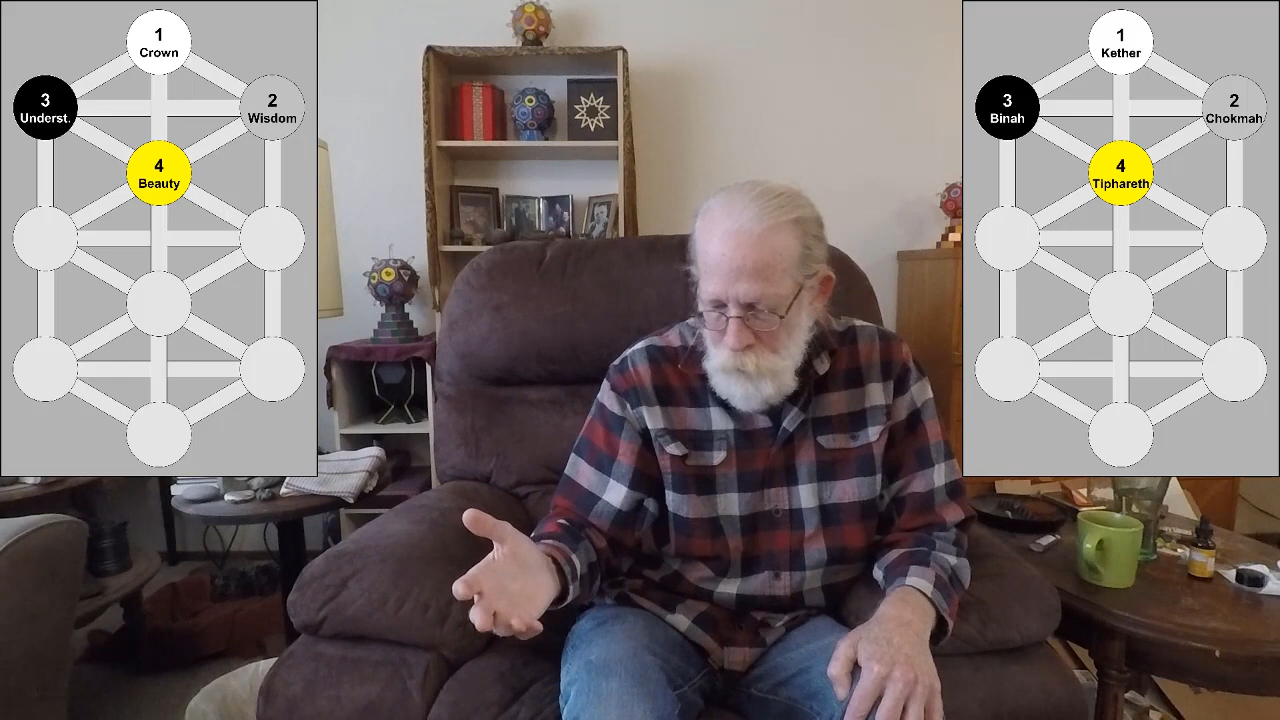 1
Crown
3
Underst.
2
Wisdom
4
Beauty
1
Kether
3
Binah
2
Chokmah
4
Tiphareth